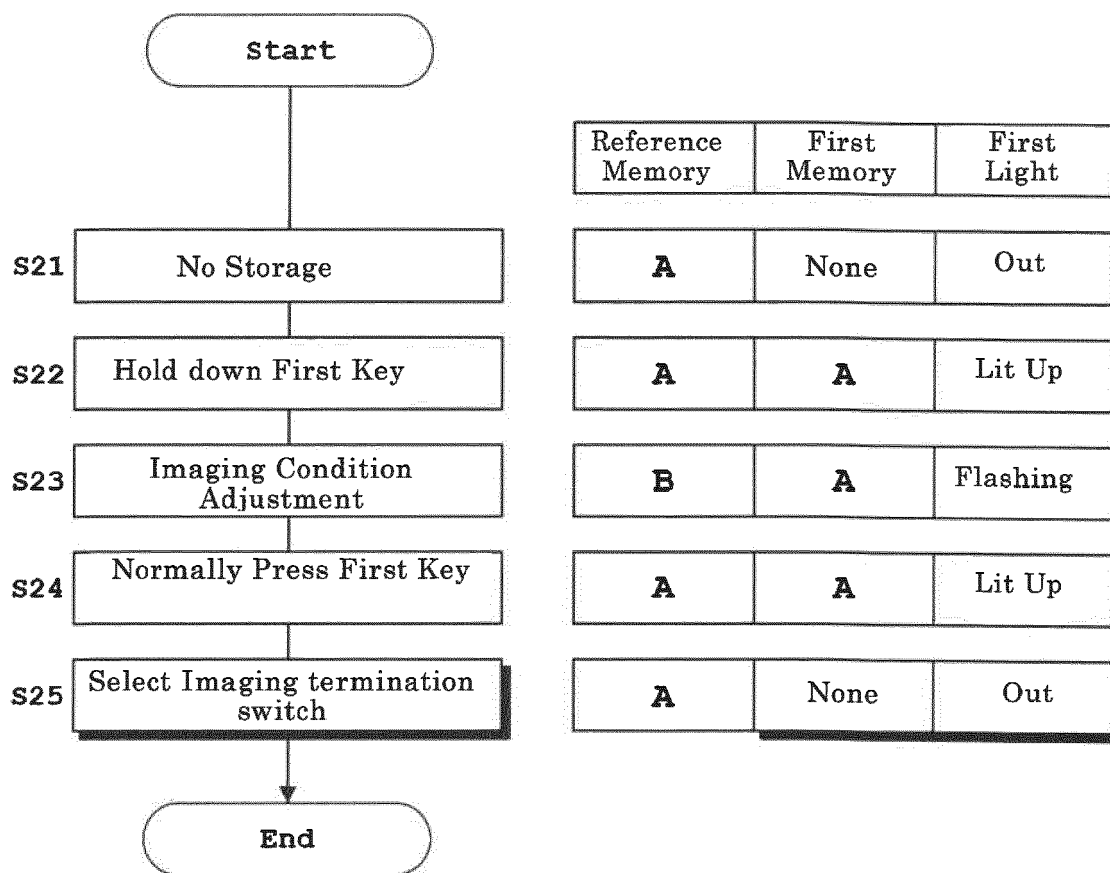 Start
Reference Memory
First Memory
First Light
S21
No Storage
A
None
Out
S22
Hold down First Key
A
A
Lit Up
S23
Imaging Condition
Adjustment
B
A
Flashing
S24
Normally Press First Key
A
A
Lit Up
S25
Select Imaging termination
switch
A
None
Out
End